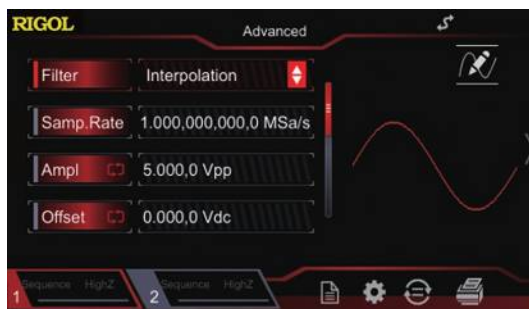 RIGOL
Advanced
Filter Interpolation
Samp.Rate 1.000,000,000,0 MSa/s
Ampl 5.000,0 Vpp
Offset 0.000,0 Vdc
1 Sequence HighZ
2 Sequence HighZ